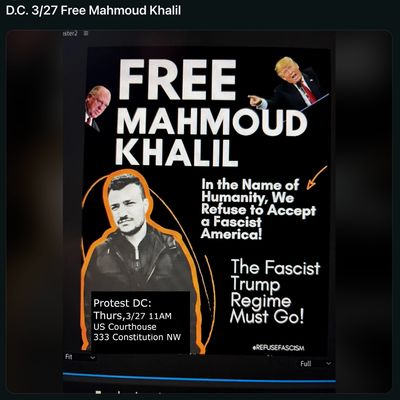 D.C. 3/27 Free Mahmoud Khalil
FREE
MAHMOUD
KHALIL
In the Name of
Humanity, We
Refuse to Accept
a Fascist
America!
The Fascist
Trump
Regime
Must Go!
Protest DC:
Thurs,3/27 11AM
US Courthouse
333 Constitution NW
@REFUSEFASCISM
Fit
Full